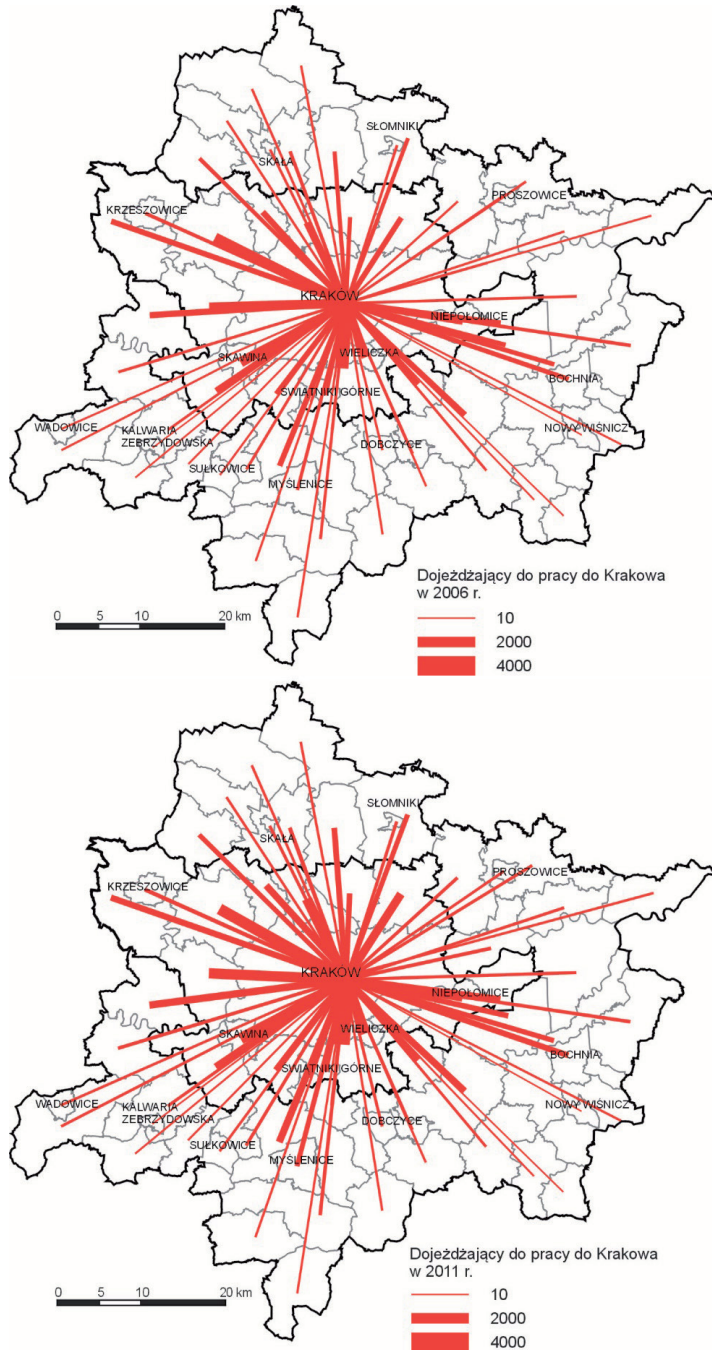 SŁOMNIKI
SKAŁA
PROSZOWICE
KRZESZOWICE
KRAKÓW
NIEPOŁOMICE
WIELICZKA
SKAWINA
BOCHNIA
ŚWIĄTNIKI GÓRNE
WADOWICE
KALWARIA
ZEBRZYDOWSKA
NOWY WIŚNICZ
DOBCZYCE
SUŁKOWICE
MYŚLENICE
Dojeżdżający do pracy do Krakowa
w 2006 r.
10
2000
4000
0 5 10 20 km
SŁOMNIKI
SKAŁA
PROSZOWICE
KRZESZOWICE
KRAKÓW
NIEPOŁOMICE
WIELICZKA
SKAWINA
BOCHNIA
ŚWIĄTNIKI GÓRNE
WADOWICE
KALWARIA
ZEBRZYDOWSKA
NOWY WIŚNICZ
DOBCZYCE
SUŁKOWICE
MYŚLENICE
Dojeżdżający do pracy do Krakowa
w 2011 r.
10
2000
4000
0 5 10 20 km